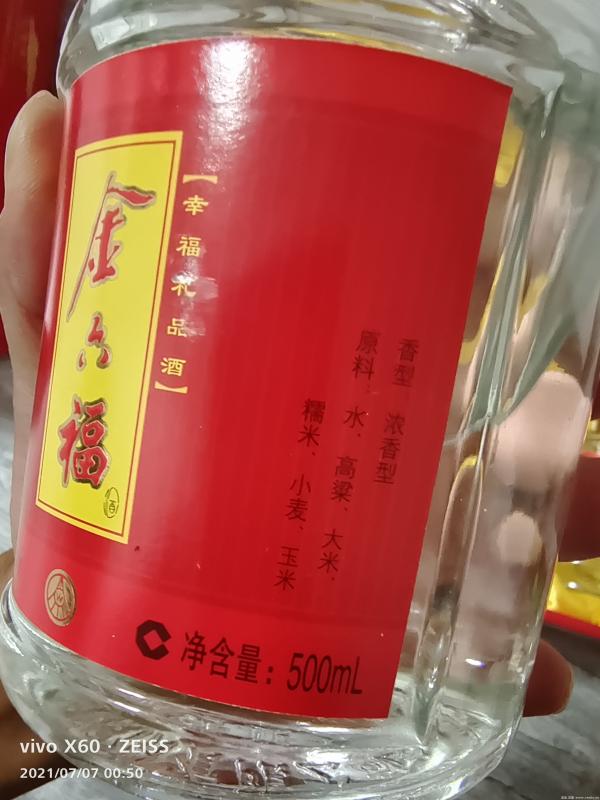 金六福
【幸福礼品酒】
香型：浓香型
原料：水、高粱、大米、
糯米、小麦、玉米
净含量：500mL
vivo X60 · ZEISS
2021/07/07 00:50